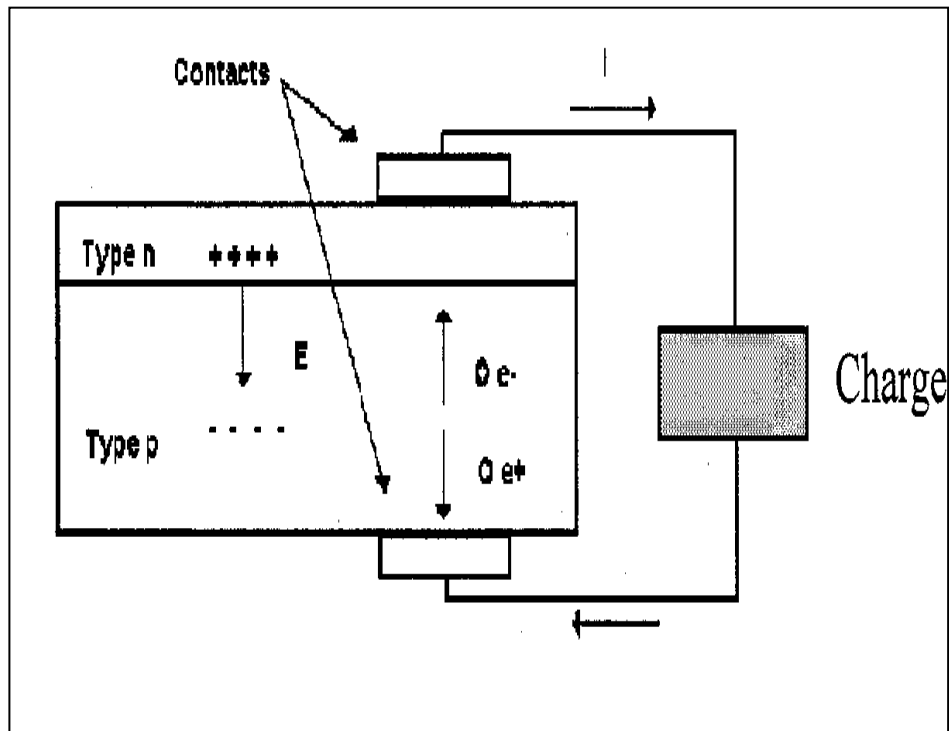 I
Contacts
Type n ++++
E
e-
Charge
Type p - - - -
e+